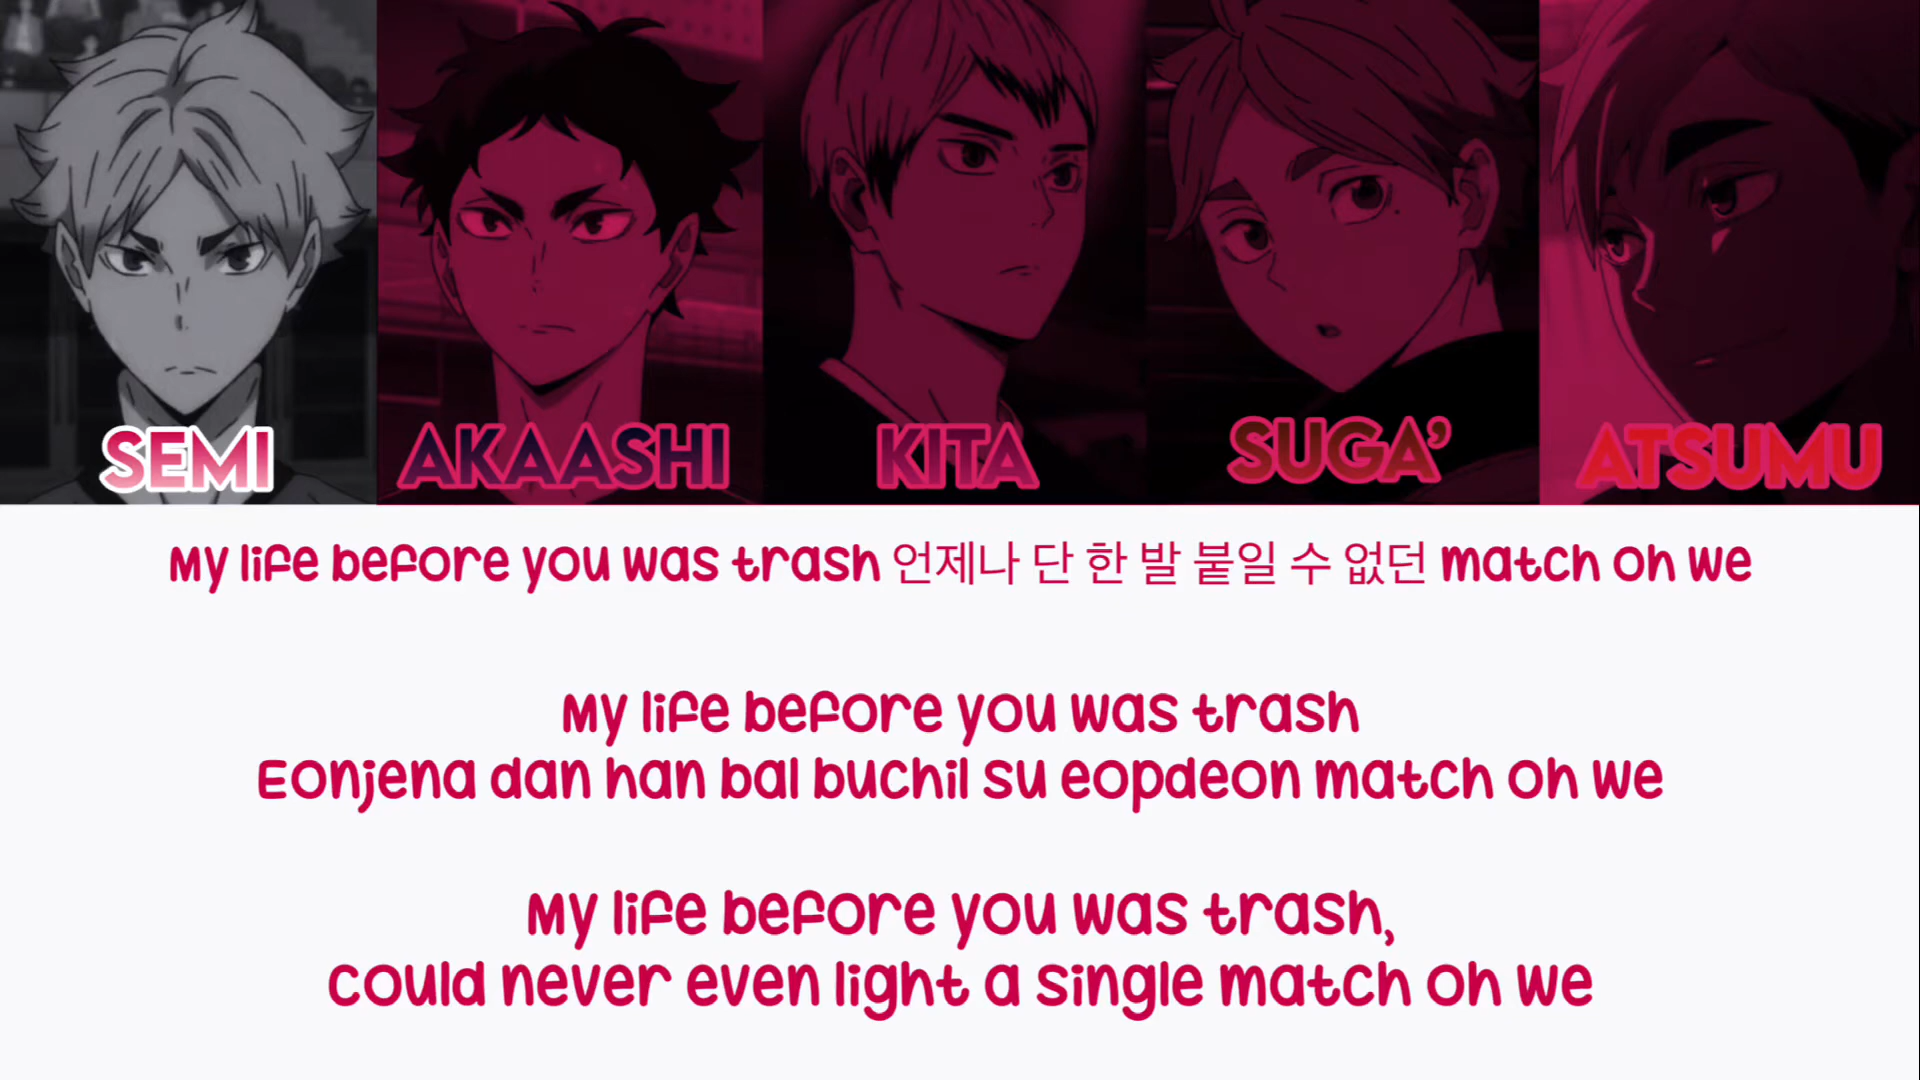 SEMI
AKAASHI
KITA
SUGA'
ATSUMU
My life before you was trash 언제나 단 한 발 붙일 수 없던 match oh we
My life before you was trash
Eonjena dan han bal buchil su eopdeon match oh we
My life before you was trash,
Could never even light a single match oh we